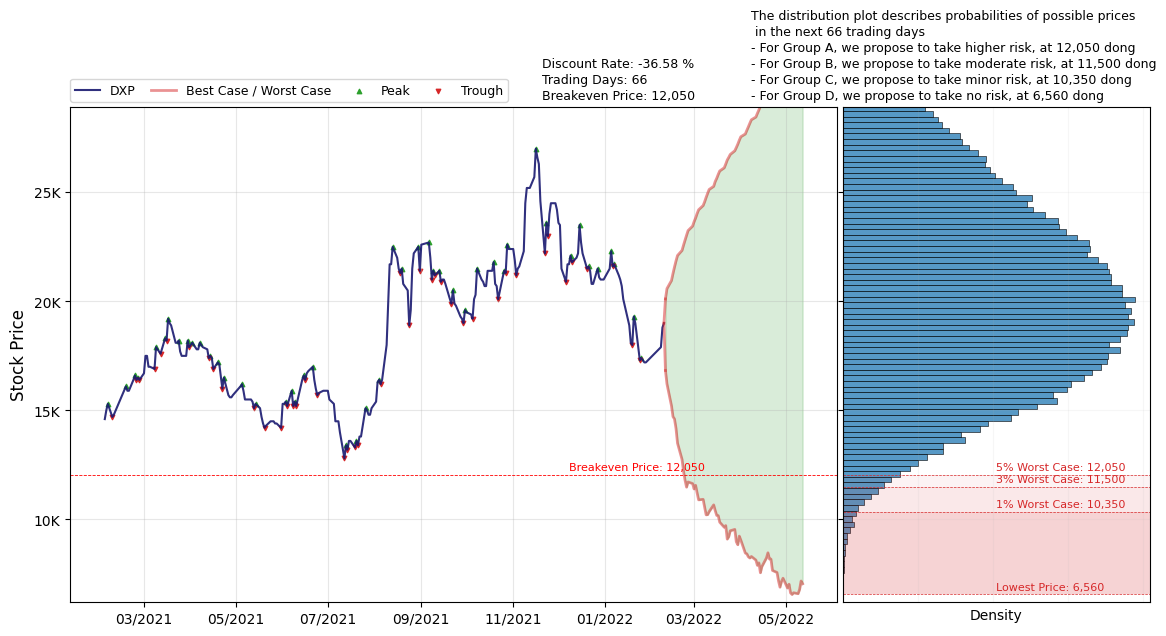 The distribution plot describes probabilities of possible prices
in the next 66 trading days
- For Group A, we propose to take higher risk, at 12,050 dong
- For Group B, we propose to take moderate risk, at 11,500 dong
- For Group C, we propose to take minor risk, at 10,350 dong
- For Group D, we propose to take no risk, at 6,560 dong
Discount Rate: -36.58 %
Trading Days: 66
Breakeven Price: 12,050
DXP
Best Case / Worst Case
Peak
Trough
Stock Price
25K
20K
15K
10K
Breakeven Price: 12,050
5% Worst Case: 12,050
3% Worst Case: 11,500
1% Worst Case: 10,350
Lowest Price: 6,560
03/2021
05/2021
07/2021
09/2021
11/2021
01/2022
03/2022
05/2022
Density